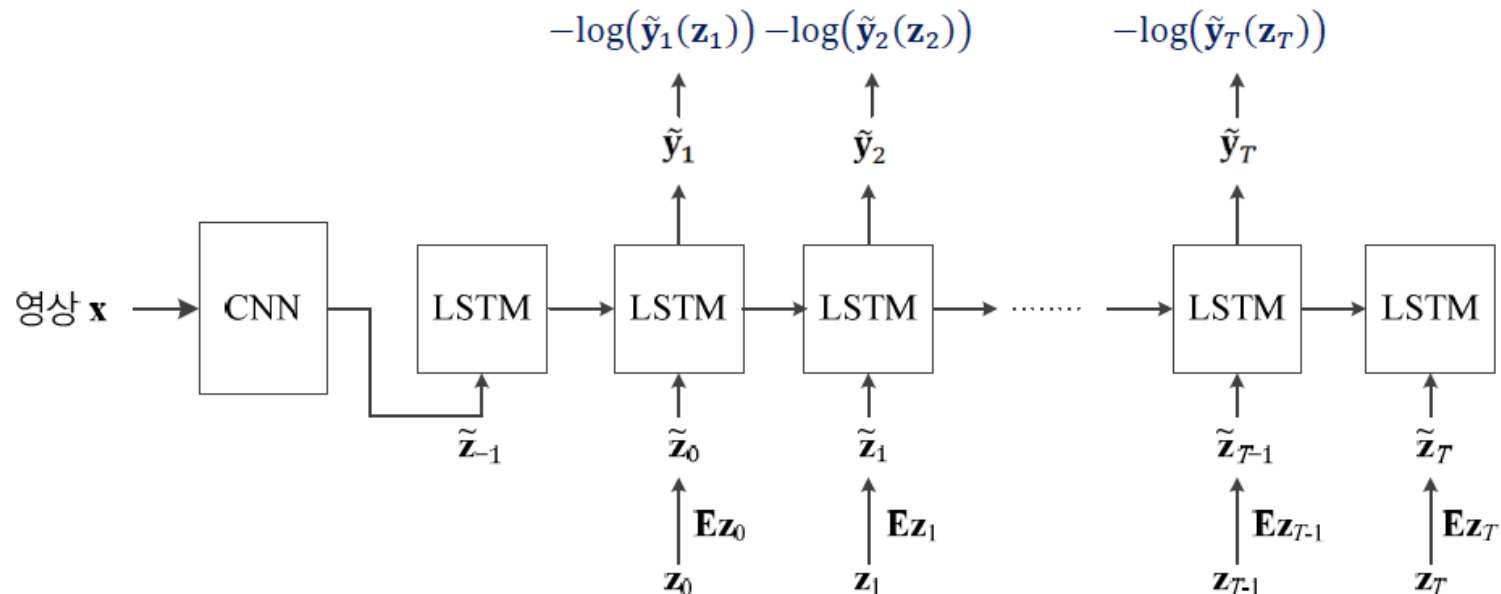 −log(ỹ₁(z₁)) −log(ỹ₂(z₂)) −log(ỹ_T(z_T))
ỹ₁ ỹ₂ ỹ_T
영상 x CNN LSTM LSTM LSTM ........ LSTM LSTM
z̃₋₁ z̃₀ z̃₁ z̃_{T-1} z̃_T
Ez₀ Ez₁ Ez_{T-1} Ez_T
z₀ z₁ z_{T-1} z_T